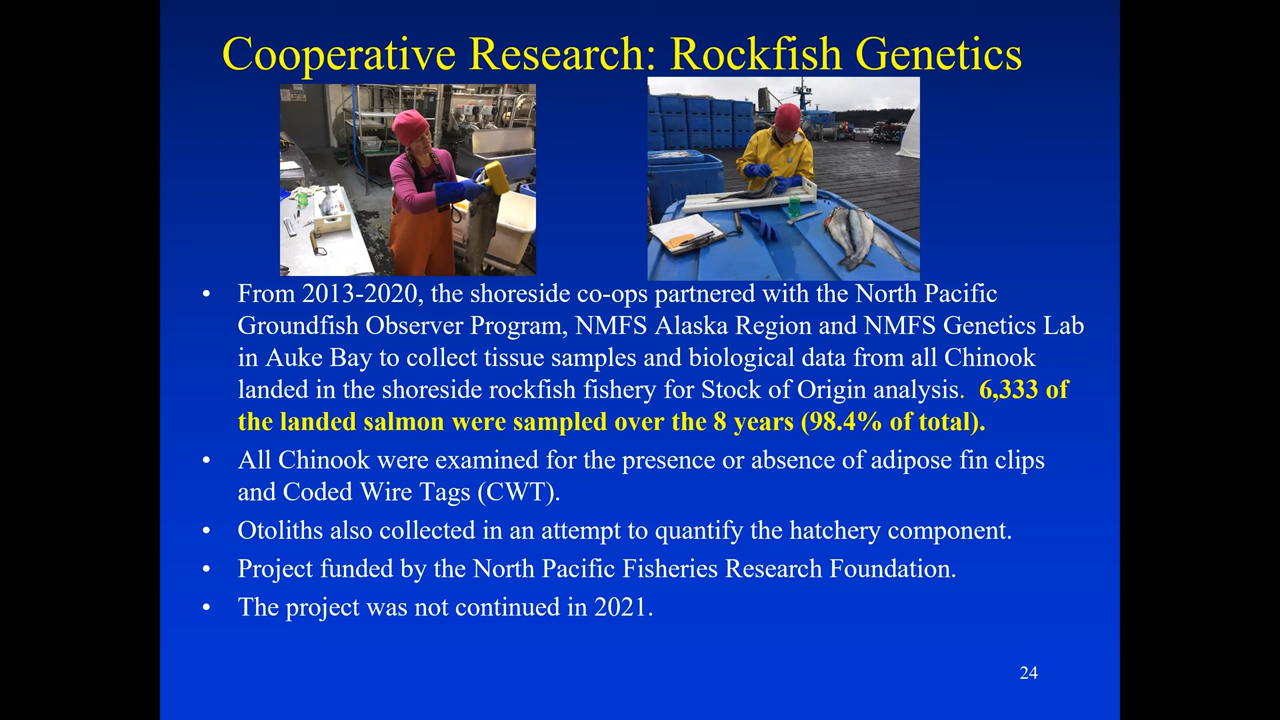 Cooperative Research: Rockfish Genetics
• From 2013-2020, the shoreside co-ops partnered with the North Pacific
Groundfish Observer Program, NMFS Alaska Region and NMFS Genetics Lab
in Auke Bay to collect tissue samples and biological data from all Chinook
landed in the shoreside rockfish fishery for Stock of Origin analysis.  6,333 of
the landed salmon were sampled over the 8 years (98.4% of total).
• All Chinook were examined for the presence or absence of adipose fin clips
and Coded Wire Tags (CWT).
• Otoliths also collected in an attempt to quantify the hatchery component.
• Project funded by the North Pacific Fisheries Research Foundation.
• The project was not continued in 2021.
24